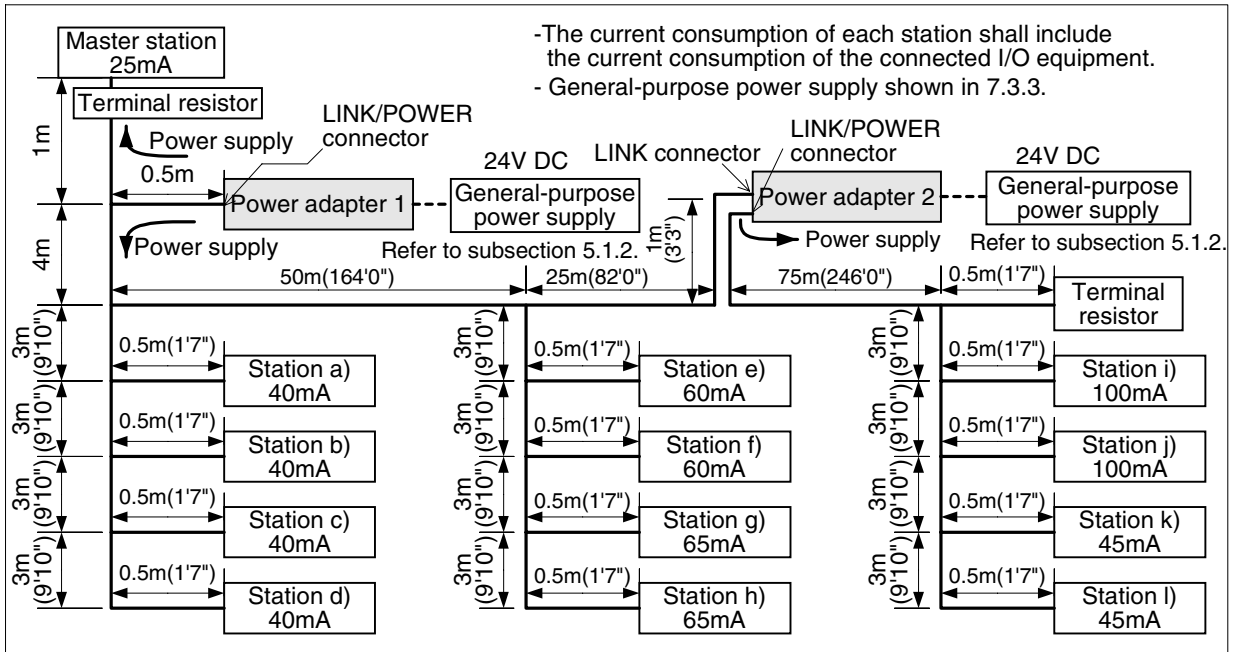 Master station
25mA
-The current consumption of each station shall include
the current consumption of the connected I/O equipment.
- General-purpose power supply shown in 7.3.3.
1m
Terminal resistor
Power supply
LINK/POWER
connector
0.5m
Power adapter 1
24V DC
General-purpose
power supply
Refer to subsection 5.1.2.
LINK connector
LINK/POWER
connector
Power adapter 2
24V DC
General-purpose
power supply
Refer to subsection 5.1.2.
4m
Power supply
1m
(3'3")
Power supply
50m(164'0")
25m(82'0")
75m(246'0")
0.5m(1'7")
Terminal
resistor
3m
(9'10")
0.5m(1'7")
Station a)
40mA
3m
(9'10")
0.5m(1'7")
Station b)
40mA
3m
(9'10")
0.5m(1'7")
Station c)
40mA
3m
(9'10")
0.5m(1'7")
Station d)
40mA
3m
(9'10")
0.5m(1'7")
Station e)
60mA
3m
(9'10")
0.5m(1'7")
Station f)
60mA
3m
(9'10")
0.5m(1'7")
Station g)
65mA
3m
(9'10")
0.5m(1'7")
Station h)
65mA
3m
(9'10")
0.5m(1'7")
Station i)
100mA
3m
(9'10")
0.5m(1'7")
Station j)
100mA
3m
(9'10")
0.5m(1'7")
Station k)
45mA
3m
(9'10")
0.5m(1'7")
Station l)
45mA